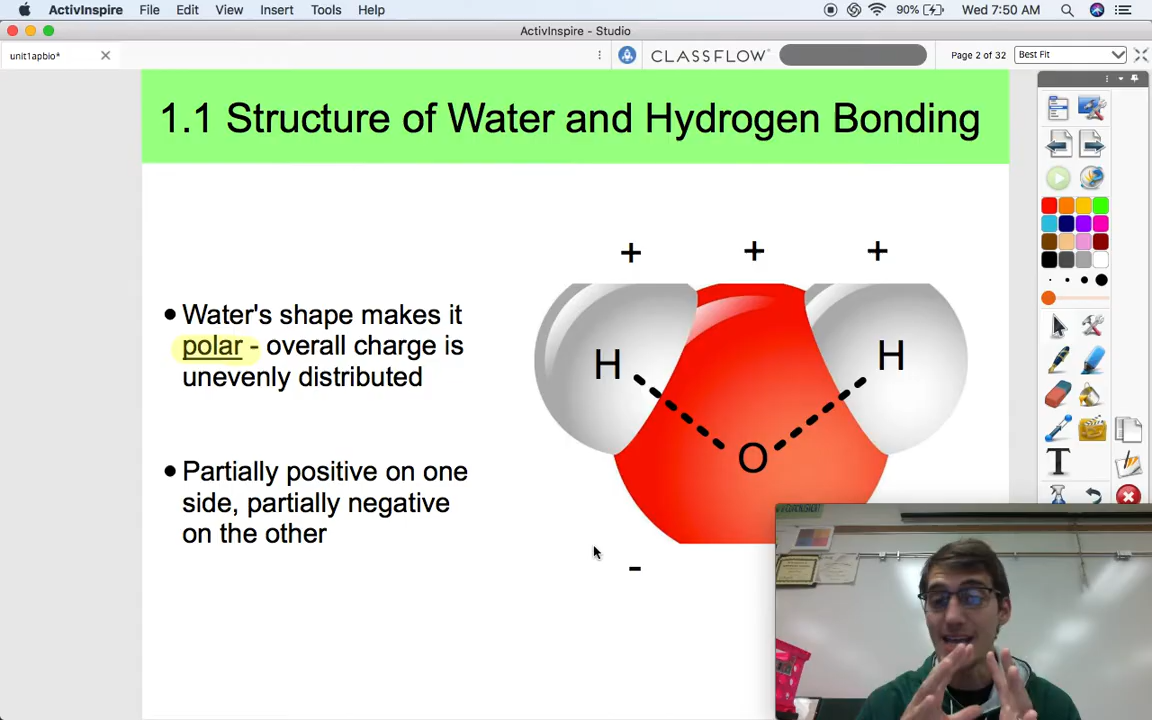 ActivInspire File Edit View Insert Tools Help 90% Wed 7:50 AM
ActivInspire - Studio
unit1apbio* CLASSFLOW Page 2 of 32 Best Fit
1.1 Structure of Water and Hydrogen Bonding
+ + +
• Water's shape makes it
polar - overall charge is
unevenly distributed
H H
O
• Partially positive on one
side, partially negative
on the other
-
T